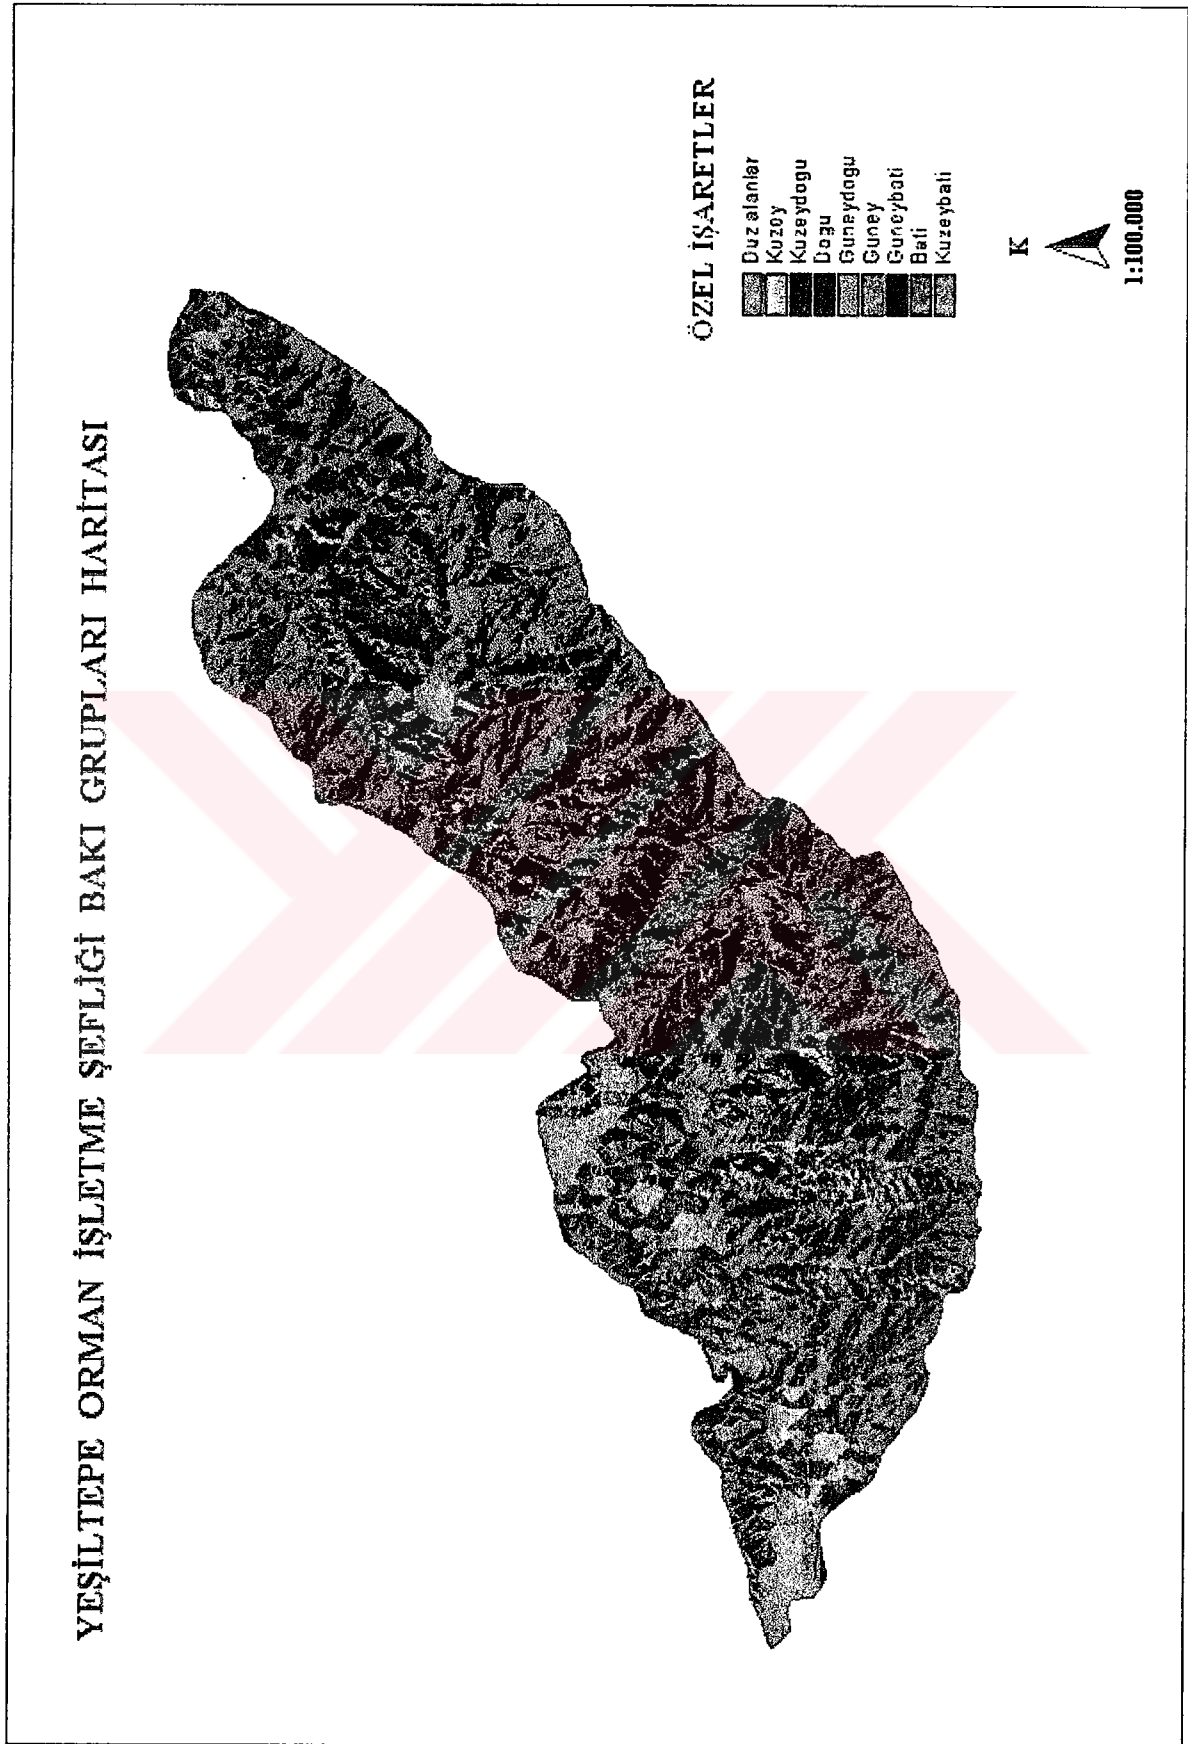 YEŞİLTEPE ORMAN İŞLETME ŞEFLİĞİ BAKI GRUPLARI HARİTASI
ÖZEL İŞARETLER
Duz alanlar
Kuzey
Kuzeydogu
Dogu
Guneydogu
Guney
Guneybati
Bati
Kuzeybati
K
1:100.000